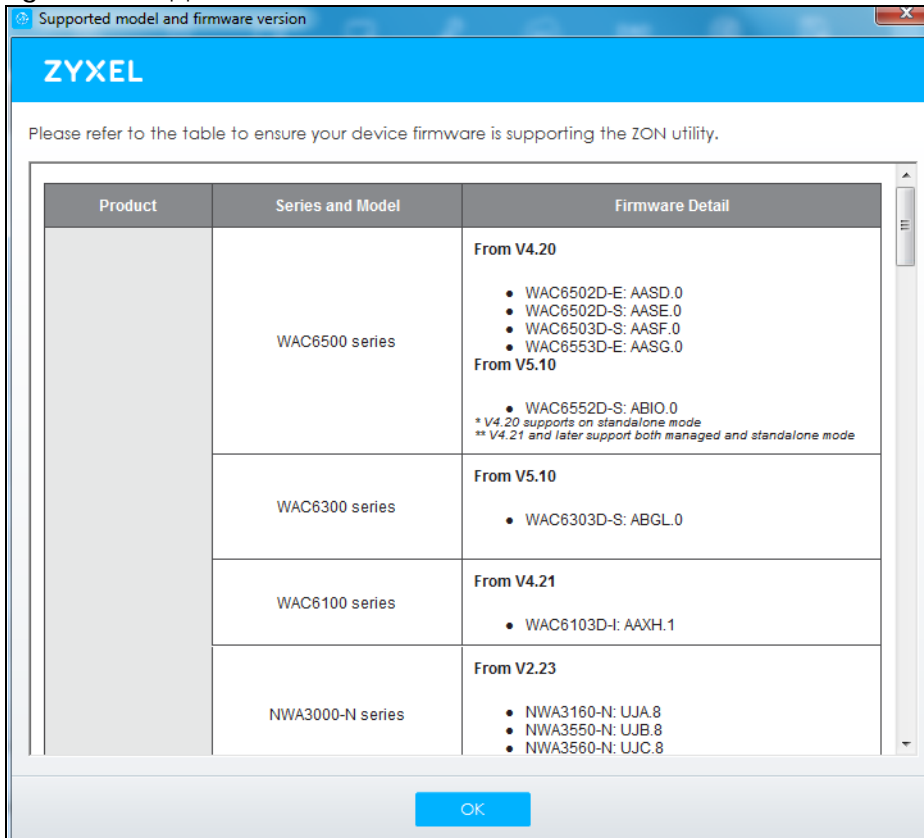 Supported model and firmware version
ZYXEL
Please refer to the table to ensure your device firmware is supporting the ZON utility.
Product
Series and Model
Firmware Detail
WAC6500 series
From V4.20
WAC6502D-E: AASD.0
WAC6502D-S: AASE.0
WAC6503D-S: AASF.0
WAC6553D-E: AASG.0
From V5.10
WAC6552D-S: ABIO.0
* V4.20 supports on standalone mode
** V4.21 and later support both managed and standalone mode
WAC6300 series
From V5.10
WAC6303D-S: ABGL.0
WAC6100 series
From V4.21
WAC6103D-I: AAXH.1
NWA3000-N series
From V2.23
NWA3160-N: UJA.8
NWA3550-N: UJB.8
NWA3560-N: UJC.8
OK